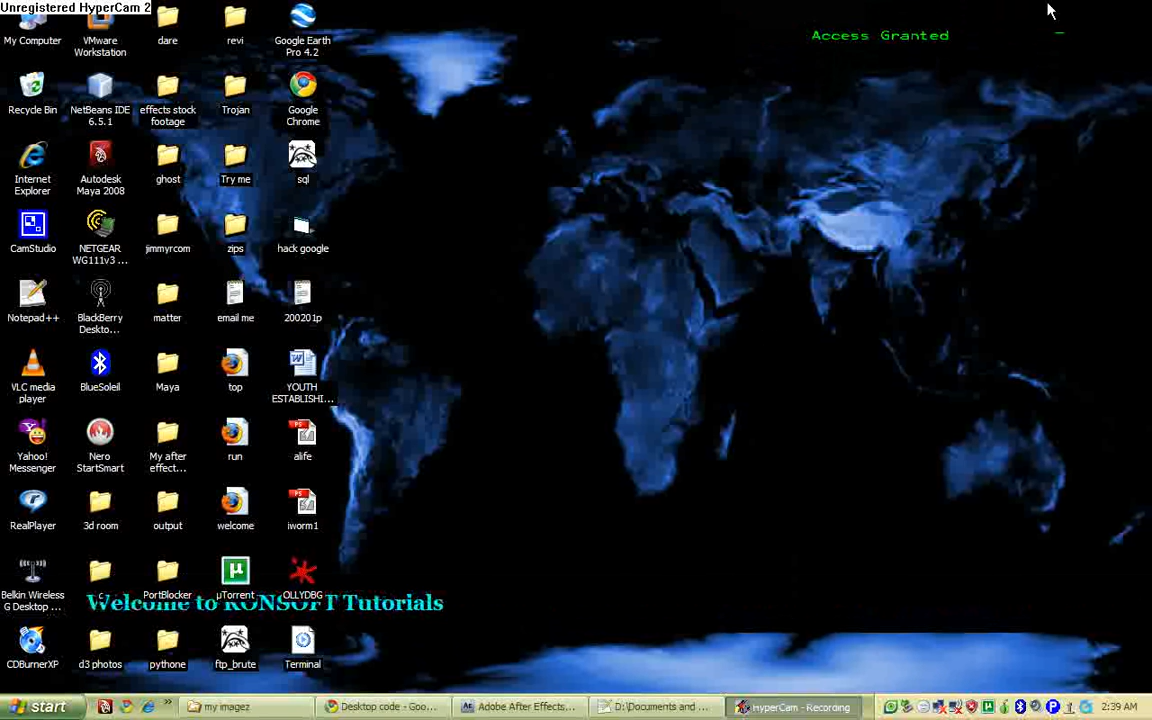 Unregistered HyperCam 2
Access Granted
My Computer
VMware
Workstation
dare
revi
Google Earth
Pro 4.2
Recycle Bin
NetBeans IDE
6.5.1
effects stock
footage
Trojan
Google
Chrome
Internet
Explorer
Autodesk
Maya 2008
ghost
Try me
sql
CamStudio
NETGEAR
WG111v3 ...
jimmyrcom
zips
hack google
Notepad++
BlackBerry
Deskto...
matter
email me
200201p
VLC media
player
BlueSoleil
Maya
top
YOUTH
ESTABLISHI...
Yahoo!
Messenger
Nero
StartSmart
My after
effect...
run
alife
RealPlayer
3d room
output
welcome
iworm1
Belkin Wireless
G Desktop ...
PortBlocker
µTorrent
OLLYDBG
Welcome to RONSOFT Tutorials
CDBurnerXP
d3 photos
pythone
ftp_brute
Terminal
start
my imagez
Desktop code - Goo...
Adobe After Effects...
D:\Documents and ...
HyperCam - Recording
2:39 AM